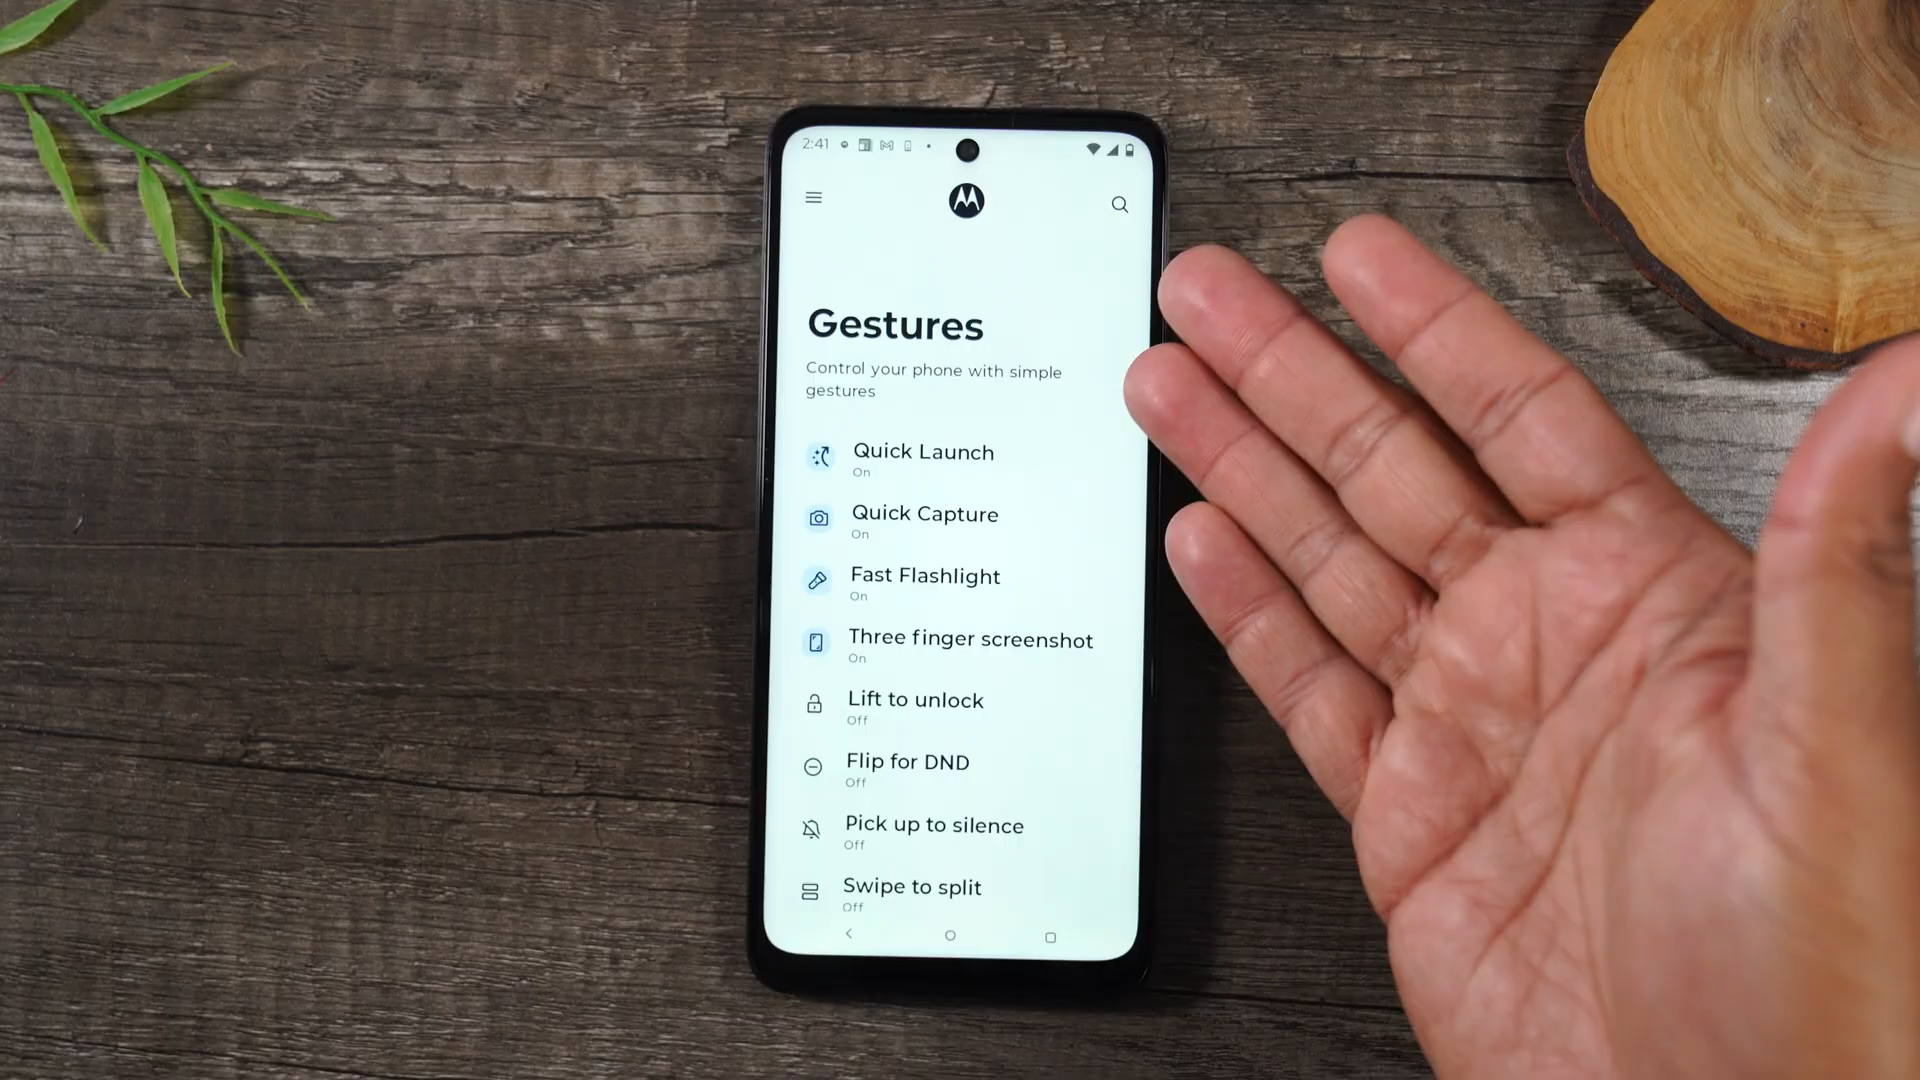 2:41
Gestures
Control your phone with simple
gestures
Quick Launch
On
Quick Capture
On
Fast Flashlight
On
Three finger screenshot
On
Lift to unlock
Off
Flip for DND
Off
Pick up to silence
Off
Swipe to split
Off